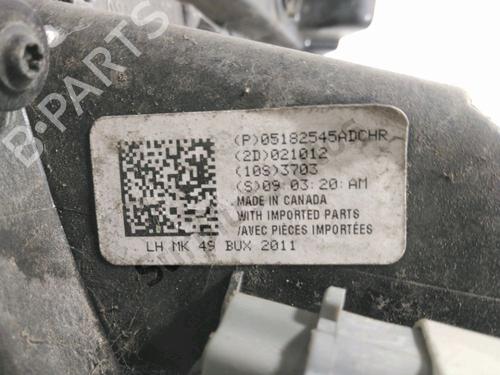 (P)05182545ADCHR
(2D)021012
(10S)3703
(S)09:03:20:AM
MADE IN CANADA
WITH IMPORTED PARTS
/AVEC PIÈCES IMPORTÉES
LH MK 49 BUX 2011
B-PARTS